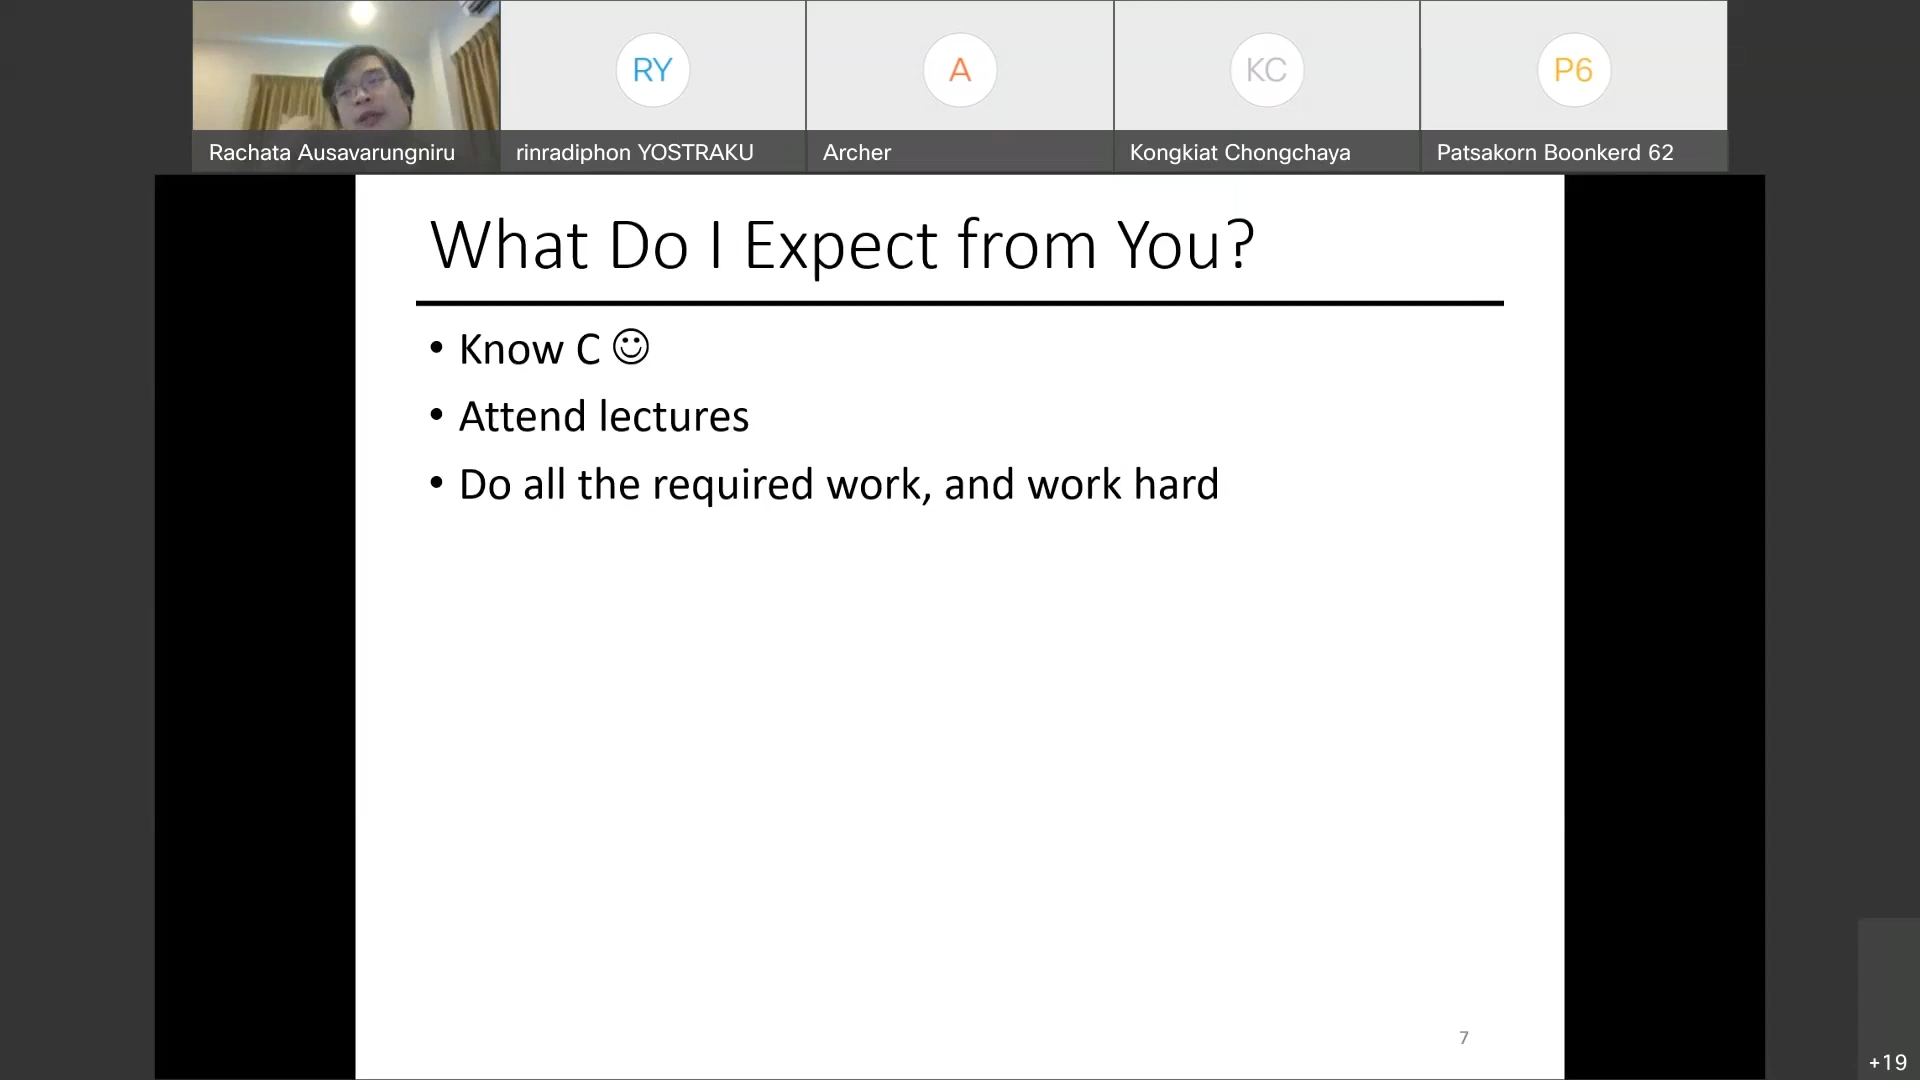 RY
A
KC
P6
Rachata Ausavarungniru
rinradiphon YOSTRAKU
Archer
Kongkiat Chongchaya
Patsakorn Boonkerd 62
What Do I Expect from You?
• Know C ☺
• Attend lectures
• Do all the required work, and work hard
7
+19